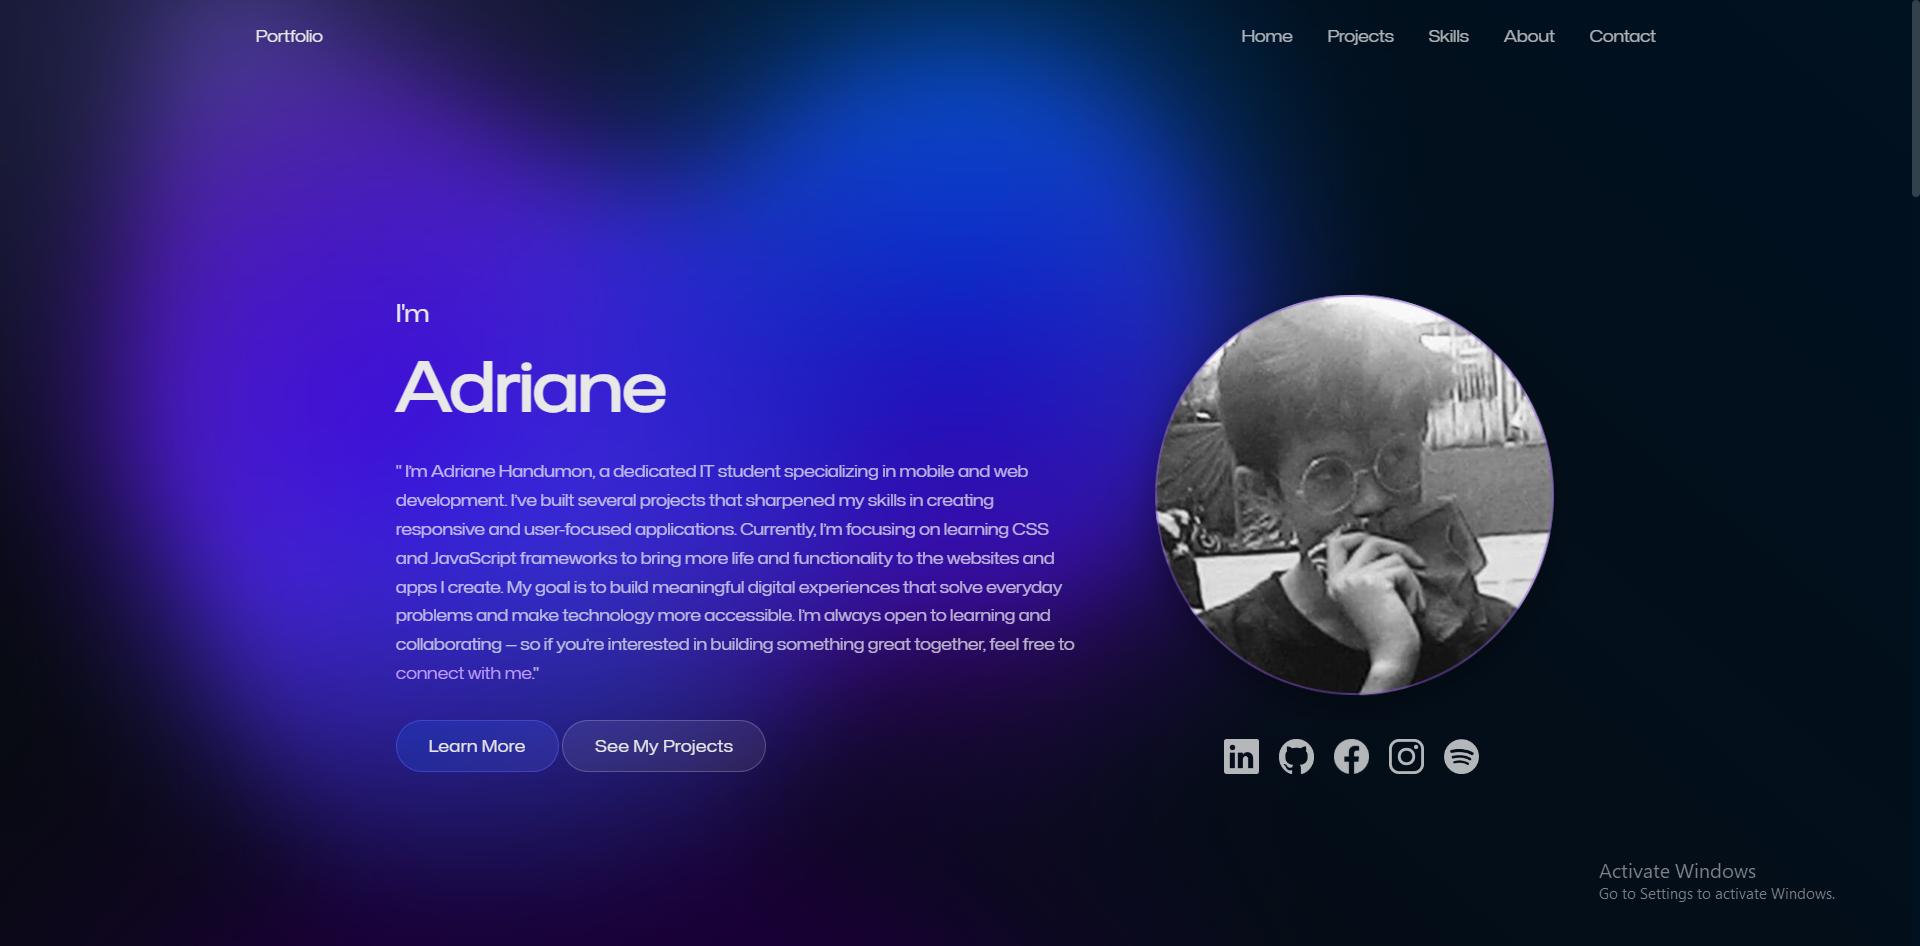 Portfolio
Home Projects Skills About Contact
I'm
Adriane
" I'm Adriane Handumon, a dedicated IT student specializing in mobile and web
development. I've built several projects that sharpened my skills in creating
responsive and user-focused applications. Currently, I'm focusing on learning CSS
and JavaScript frameworks to bring more life and functionality to the websites and
apps I create. My goal is to build meaningful digital experiences that solve everyday
problems and make technology more accessible. I'm always open to learning and
collaborating – so if you're interested in building something great together, feel free to
connect with me."
Learn More See My Projects
in
Activate Windows
Go to Settings to activate Windows.